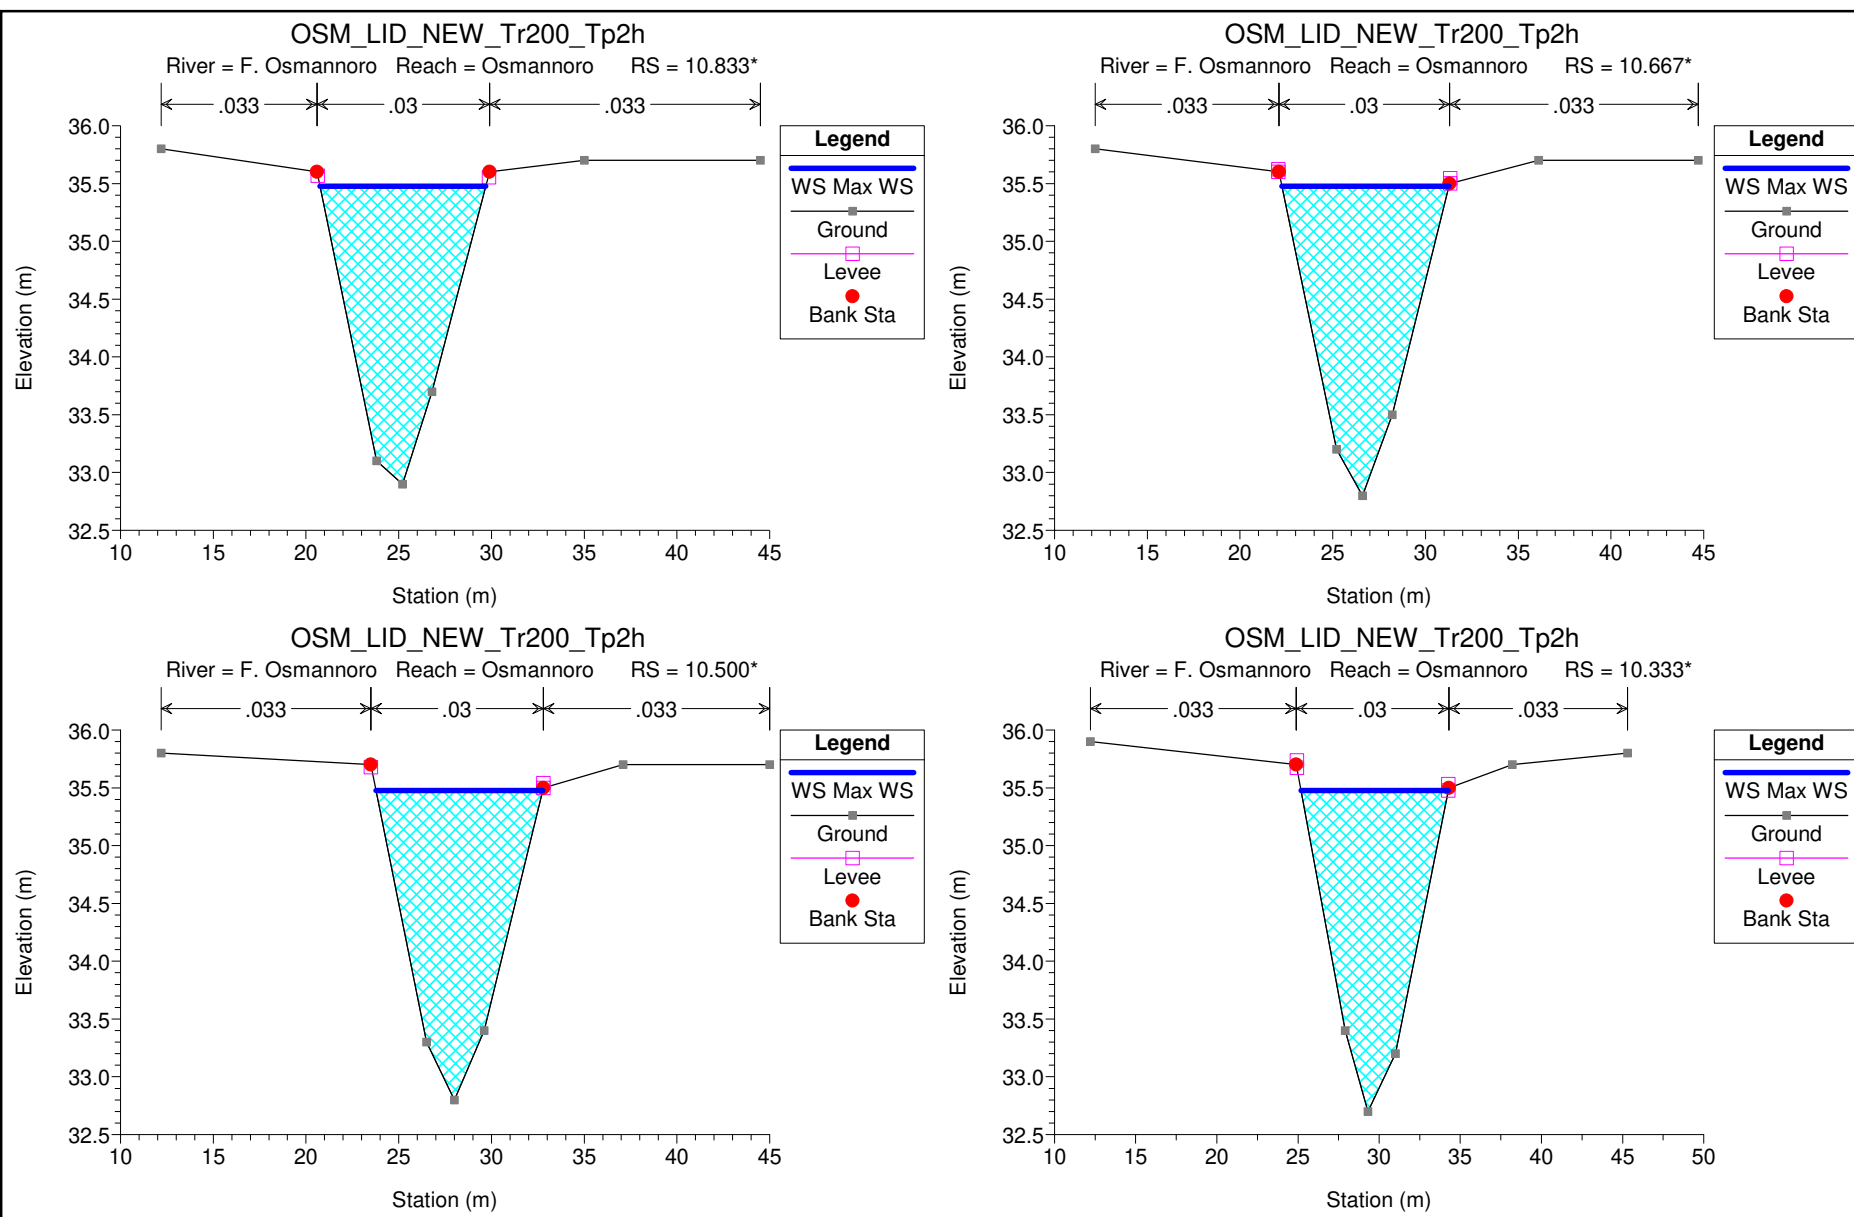 OSM_LID_NEW_Tr200_Tp2h
River = F. Osmannoro Reach = Osmannoro RS = 10.833*
.033 .03 .033
36.0
35.5
35.0
34.5
34.0
33.5
33.0
32.5
Elevation (m)
10 15 20 25 30 35 40 45
Station (m)
Legend
WS Max WS
Ground
Levee
Bank Sta
OSM_LID_NEW_Tr200_Tp2h
River = F. Osmannoro Reach = Osmannoro RS = 10.667*
.033 .03 .033
36.0
35.5
35.0
34.5
34.0
33.5
33.0
32.5
Elevation (m)
10 15 20 25 30 35 40 45
Station (m)
Legend
WS Max WS
Ground
Levee
Bank Sta
OSM_LID_NEW_Tr200_Tp2h
River = F. Osmannoro Reach = Osmannoro RS = 10.500*
.033 .03 .033
36.0
35.5
35.0
34.5
34.0
33.5
33.0
32.5
Elevation (m)
10 15 20 25 30 35 40 45
Station (m)
Legend
WS Max WS
Ground
Levee
Bank Sta
OSM_LID_NEW_Tr200_Tp2h
River = F. Osmannoro Reach = Osmannoro RS = 10.333*
.033 .03 .033
36.0
35.5
35.0
34.5
34.0
33.5
33.0
32.5
Elevation (m)
10 15 20 25 30 35 40 45 50
Station (m)
Legend
WS Max WS
Ground
Levee
Bank Sta